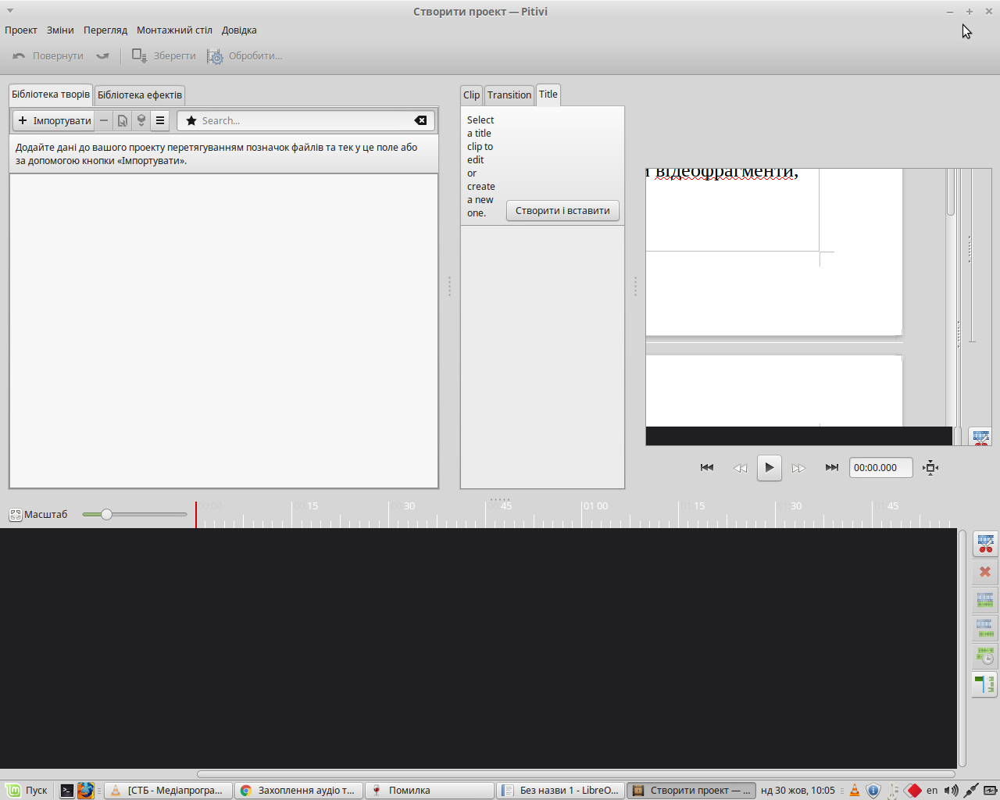 Створити проект — Pitivi
Проект Зміни Перегляд Монтажний стіл Довідка
Повернути Зберегти Обробити...
Бібліотека творів Бібліотека ефектів
Імпортувати Search...
Додайте дані до вашого проекту перетягуванням позначок файлів та тек у це поле або
за допомогою кнопки «Імпортувати».
Clip Transition Title
Select
a title
clip to
edit
or
create
a new
one.
Створити і вставити
відеофрагменти,
00:00.000
Масштаб
00:00 00:15 00:30 00:45 01:00 01:15 01:30 01:45
Пуск [СТБ - Медіапрогра... Захоплення аудіо т... Помилка Без назви 1 - LibreO... Створити проект — ... нд 30 жов, 10:05 en